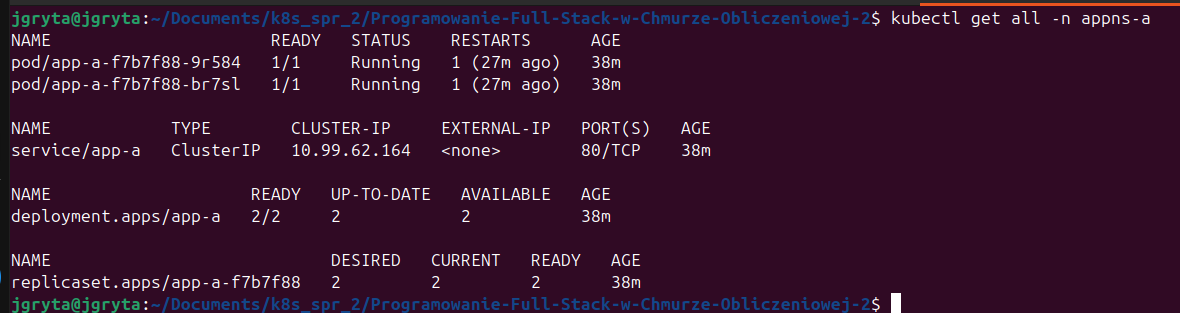 jgryta@jgryta:~/Documents/k8s_spr_2/Programowanie-Full-Stack-w-Chmurze-Obliczeniowej-2$ kubectl get all -n appns-a
NAME READY STATUS RESTARTS AGE
pod/app-a-f7b7f88-9r584 1/1 Running 1 (27m ago) 38m
pod/app-a-f7b7f88-br7sl 1/1 Running 1 (27m ago) 38m
NAME TYPE CLUSTER-IP EXTERNAL-IP PORT(S) AGE
service/app-a ClusterIP 10.99.62.164 <none> 80/TCP 38m
NAME READY UP-TO-DATE AVAILABLE AGE
deployment.apps/app-a 2/2 2 2 38m
NAME DESIRED CURRENT READY AGE
replicaset.apps/app-a-f7b7f88 2 2 2 38m
jgryta@jgryta:~/Documents/k8s_spr_2/Programowanie-Full-Stack-w-Chmurze-Obliczeniowej-2$